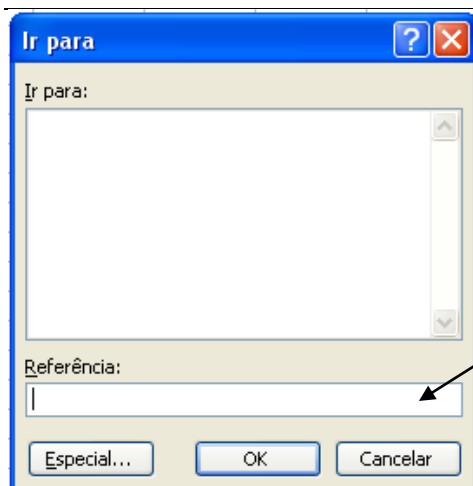 Ir para
Ir para:
Referência:
Especial...
OK
Cancelar